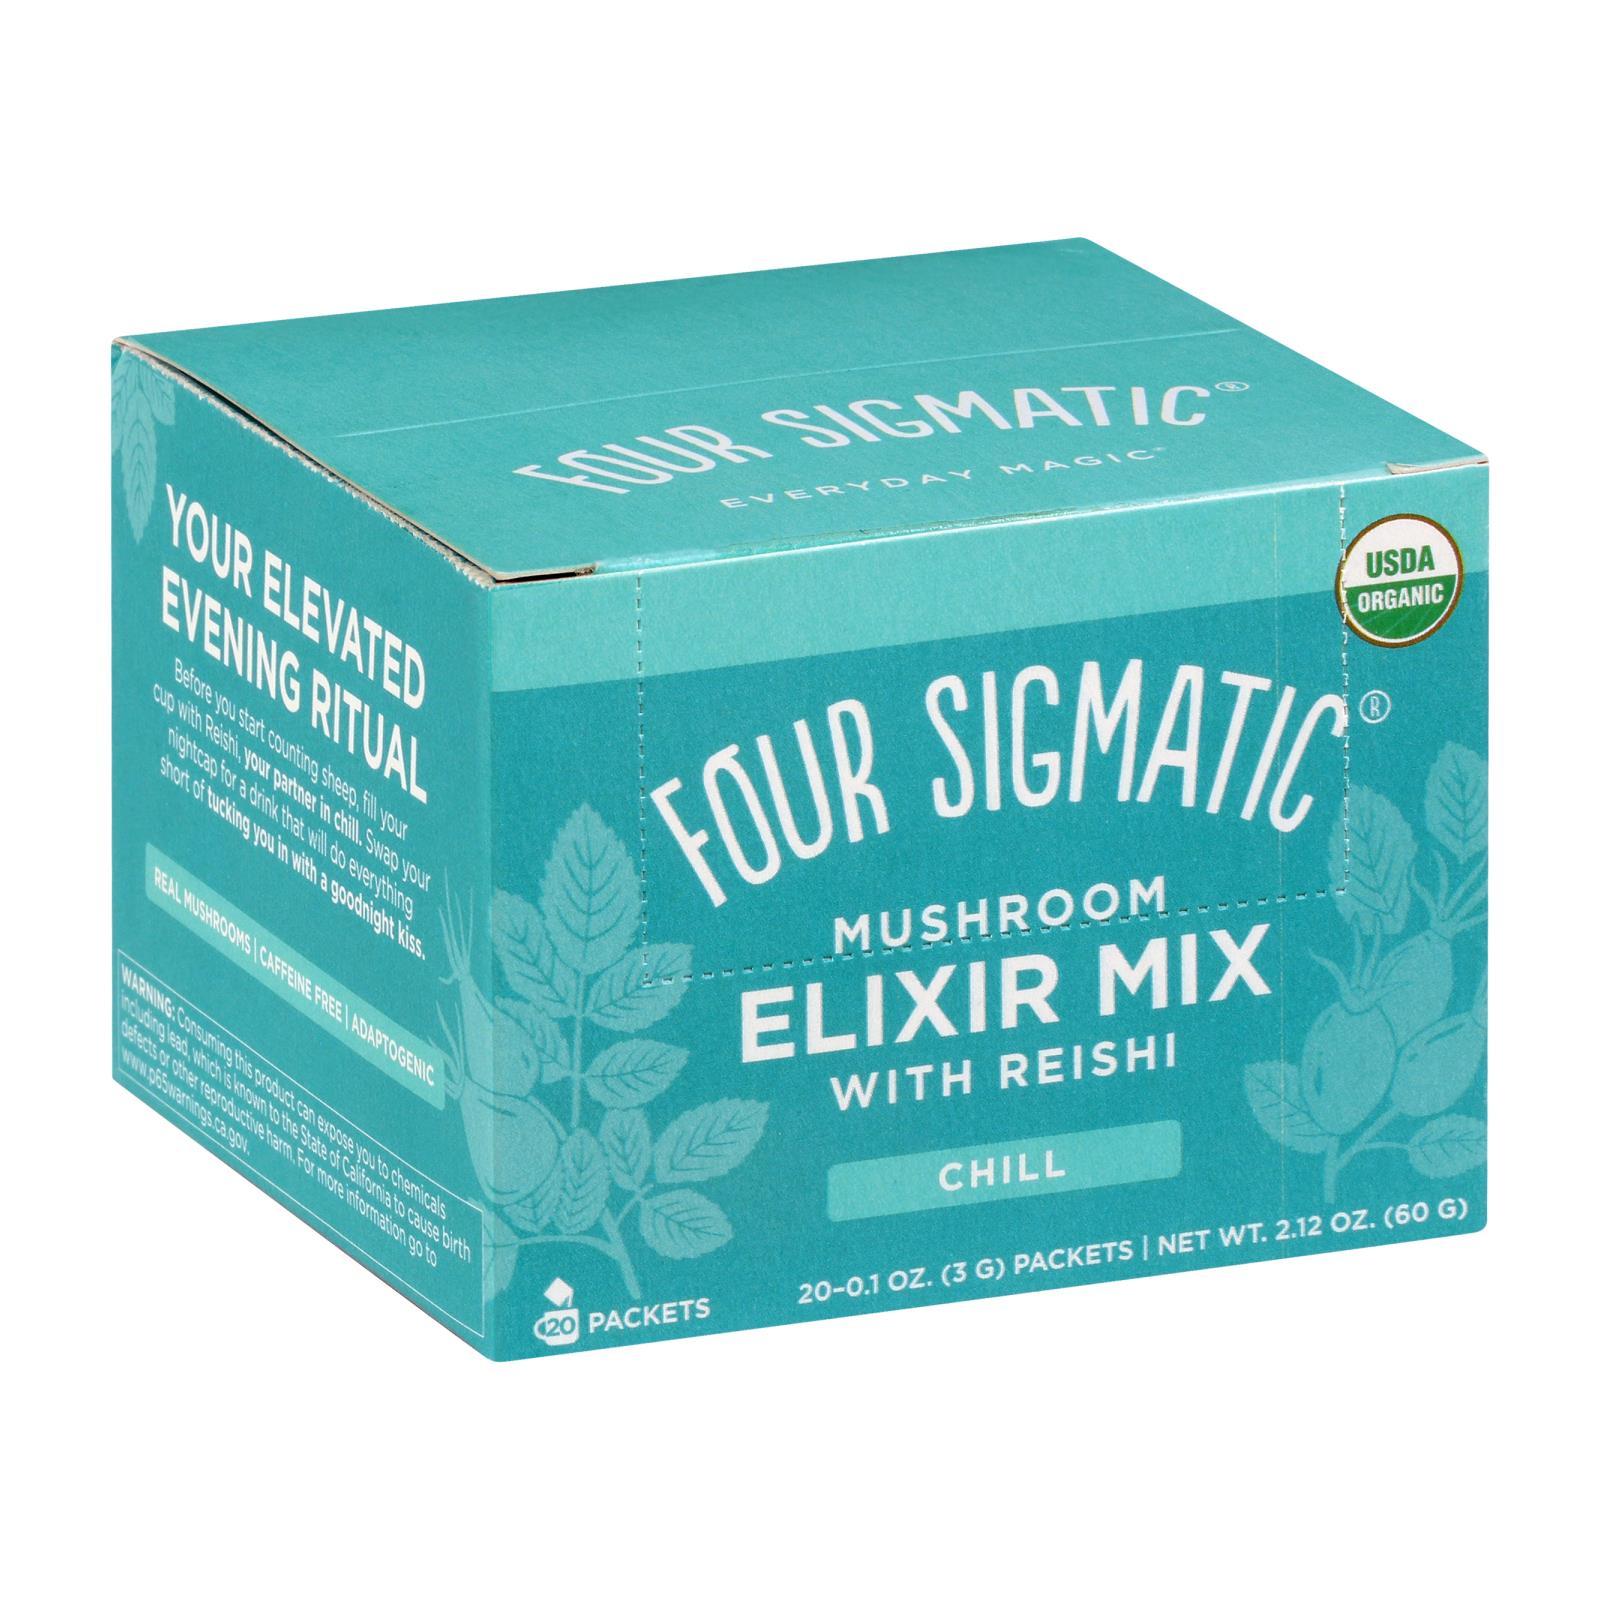 FOUR SIGMATIC®
EVERYDAY MAGIC
YOUR ELEVATED
EVENING RITUAL
Before you start counting sheep, fill your
cup with Reishi, your partner in chill. Swap your
nightcap for a drink that will do everything
short of tucking you in with a goodnight kiss.
REAL MUSHROOMS | CAFFEINE FREE | ADAPTOGENIC
WARNING: Consuming this product can expose you to chemicals
including lead, which is known to the State of California to cause birth
defects or other reproductive harm. For more information go to
www.p65warnings.ca.gov.
USDA
ORGANIC
FOUR SIGMATIC®
MUSHROOM
ELIXIR MIX
WITH REISHI
CHILL
20-0.1 OZ. (3 G) PACKETS | NET WT. 2.12 OZ. (60 G)
20 PACKETS